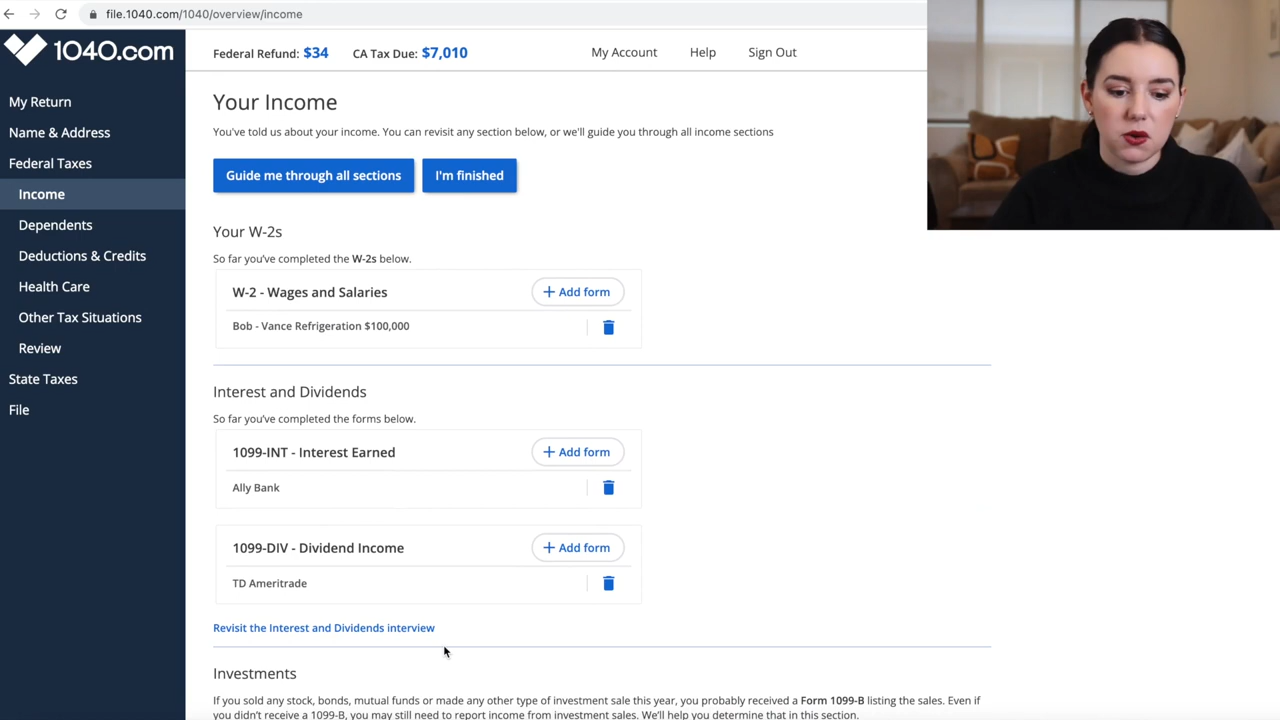 file.1040.com/1040/overview/income
1040.com
Federal Refund: $34 CA Tax Due: $7,010 My Account Help Sign Out
My Return
Name & Address
Federal Taxes
Income
Dependents
Deductions & Credits
Health Care
Other Tax Situations
Review
State Taxes
File
Your Income
You've told us about your income. You can revisit any section below, or we'll guide you through all income sections
Guide me through all sections I'm finished
Your W-2s
So far you've completed the W-2s below.
W-2 - Wages and Salaries + Add form
Bob - Vance Refrigeration $100,000
Interest and Dividends
So far you've completed the forms below.
1099-INT - Interest Earned + Add form
Ally Bank
1099-DIV - Dividend Income + Add form
TD Ameritrade
Revisit the Interest and Dividends interview
Investments
If you sold any stock, bonds, mutual funds or made any other type of investment sale this year, you probably received a Form 1099-B listing the sales. Even if
you didn't receive a 1099-B, you may still need to report income from investment sales. We'll help you determine that in this section.